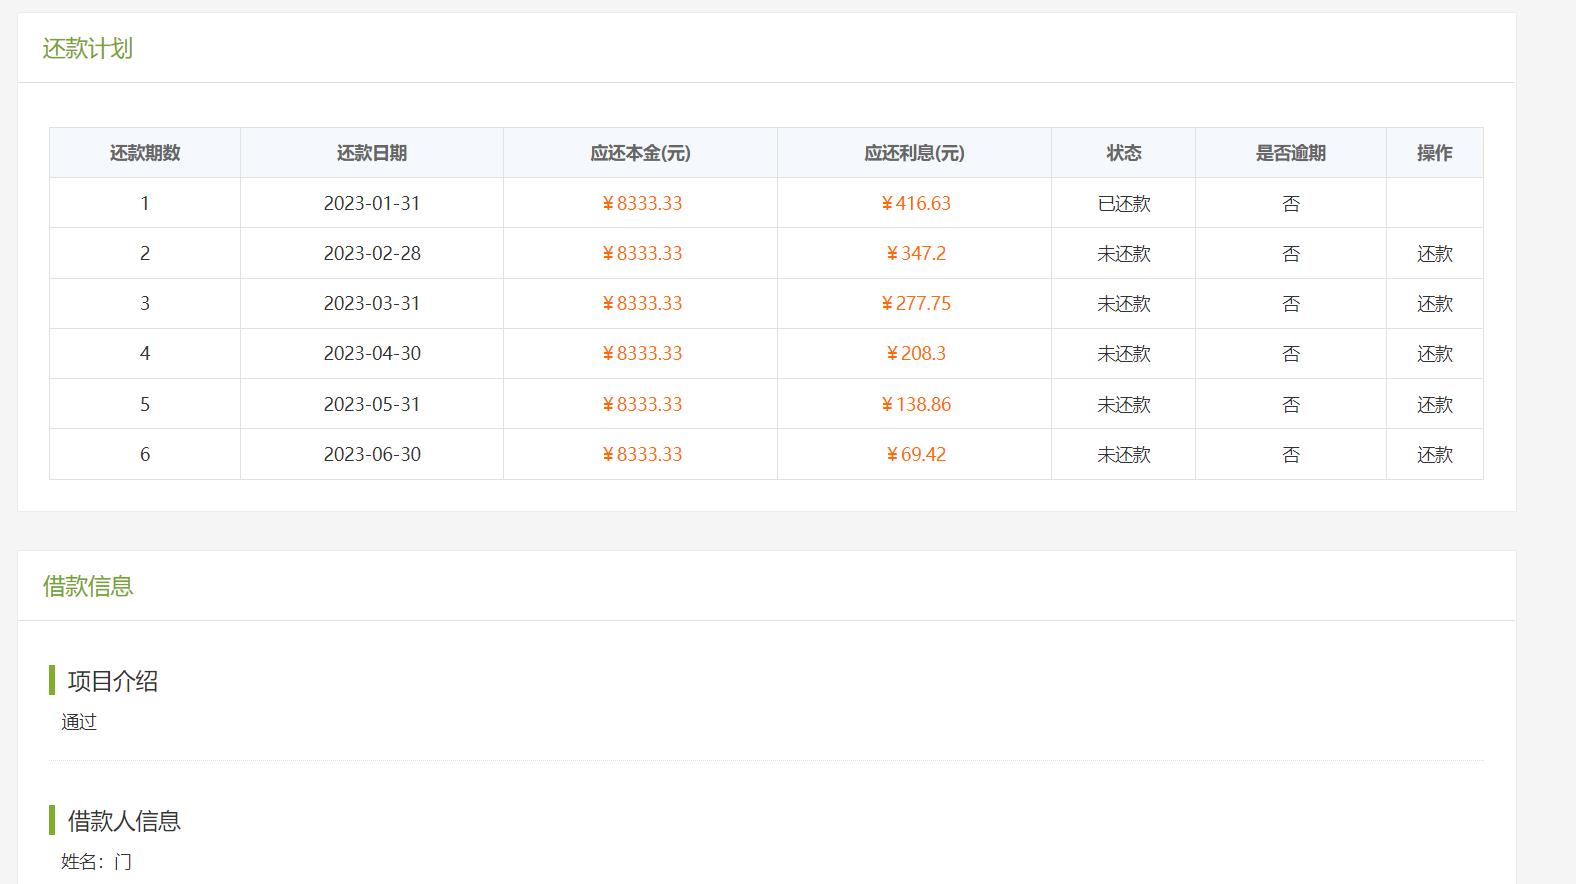 还款计划
还款期数 还款日期 应还本金(元) 应还利息(元) 状态 是否逾期 操作
1 2023-01-31 ¥8333.33 ¥416.63 已还款 否
2 2023-02-28 ¥8333.33 ¥347.2 未还款 否 还款
3 2023-03-31 ¥8333.33 ¥277.75 未还款 否 还款
4 2023-04-30 ¥8333.33 ¥208.3 未还款 否 还款
5 2023-05-31 ¥8333.33 ¥138.86 未还款 否 还款
6 2023-06-30 ¥8333.33 ¥69.42 未还款 否 还款
借款信息
项目介绍
通过
借款人信息
姓名：门